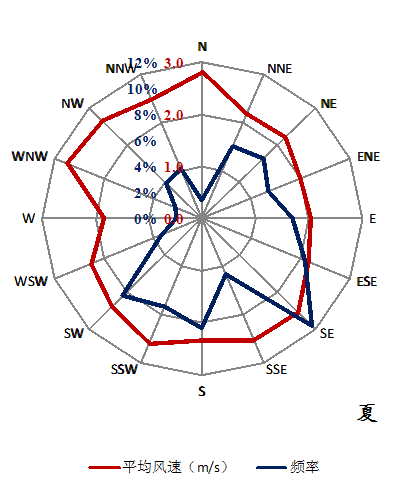 N
NNE
NE
ENE
E
ESE
SE
SSE
S
SSW
SW
WSW
W
WNW
NW
NNW
12% 3.0
10%
8% 2.0
6%
4% 1.0
2%
0% 0.0
夏
平均风速（m/s） 频率